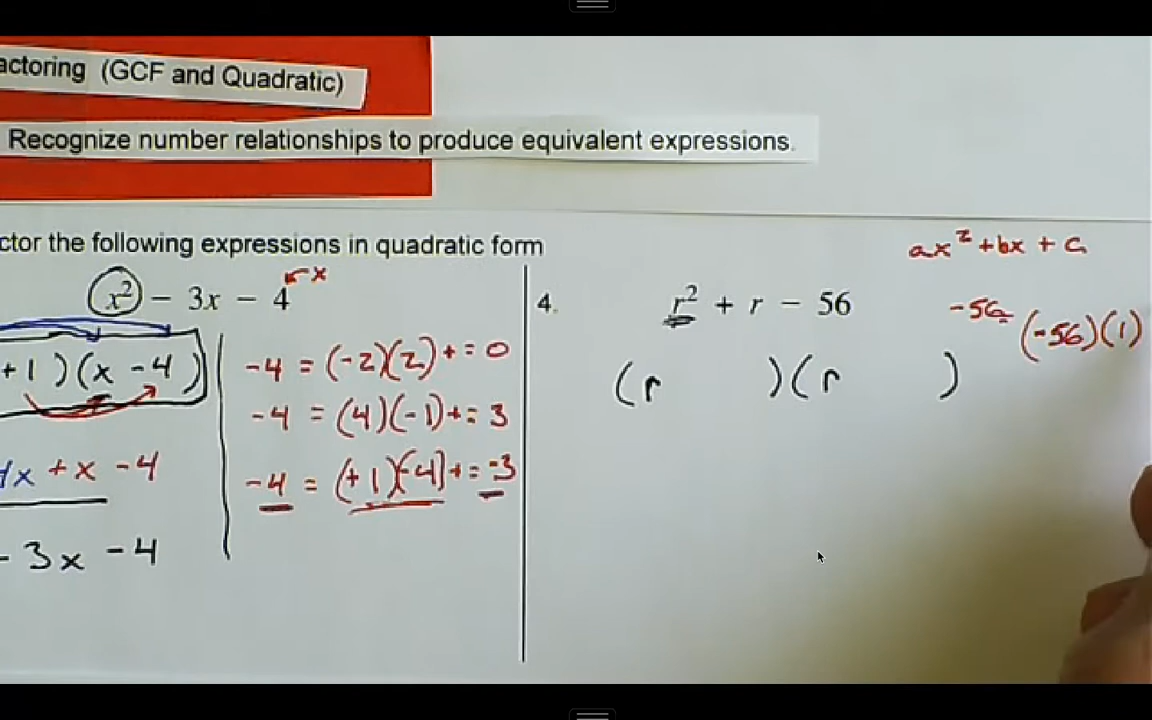 actoring (GCF and Quadratic)
Recognize number relationships to produce equivalent expressions.
ctor the following expressions in quadratic form
x² − 3x − 4 x
+1)(x −4)
x + x − 4
- 3x − 4
-4 = (-2)(2) + = 0
-4 = (4)(-1) + = 3
-4 = (+1)(-4) + = -3
4. r² + r − 56
(r )(r )
ax² + bx + c
-56 (-56)(1)